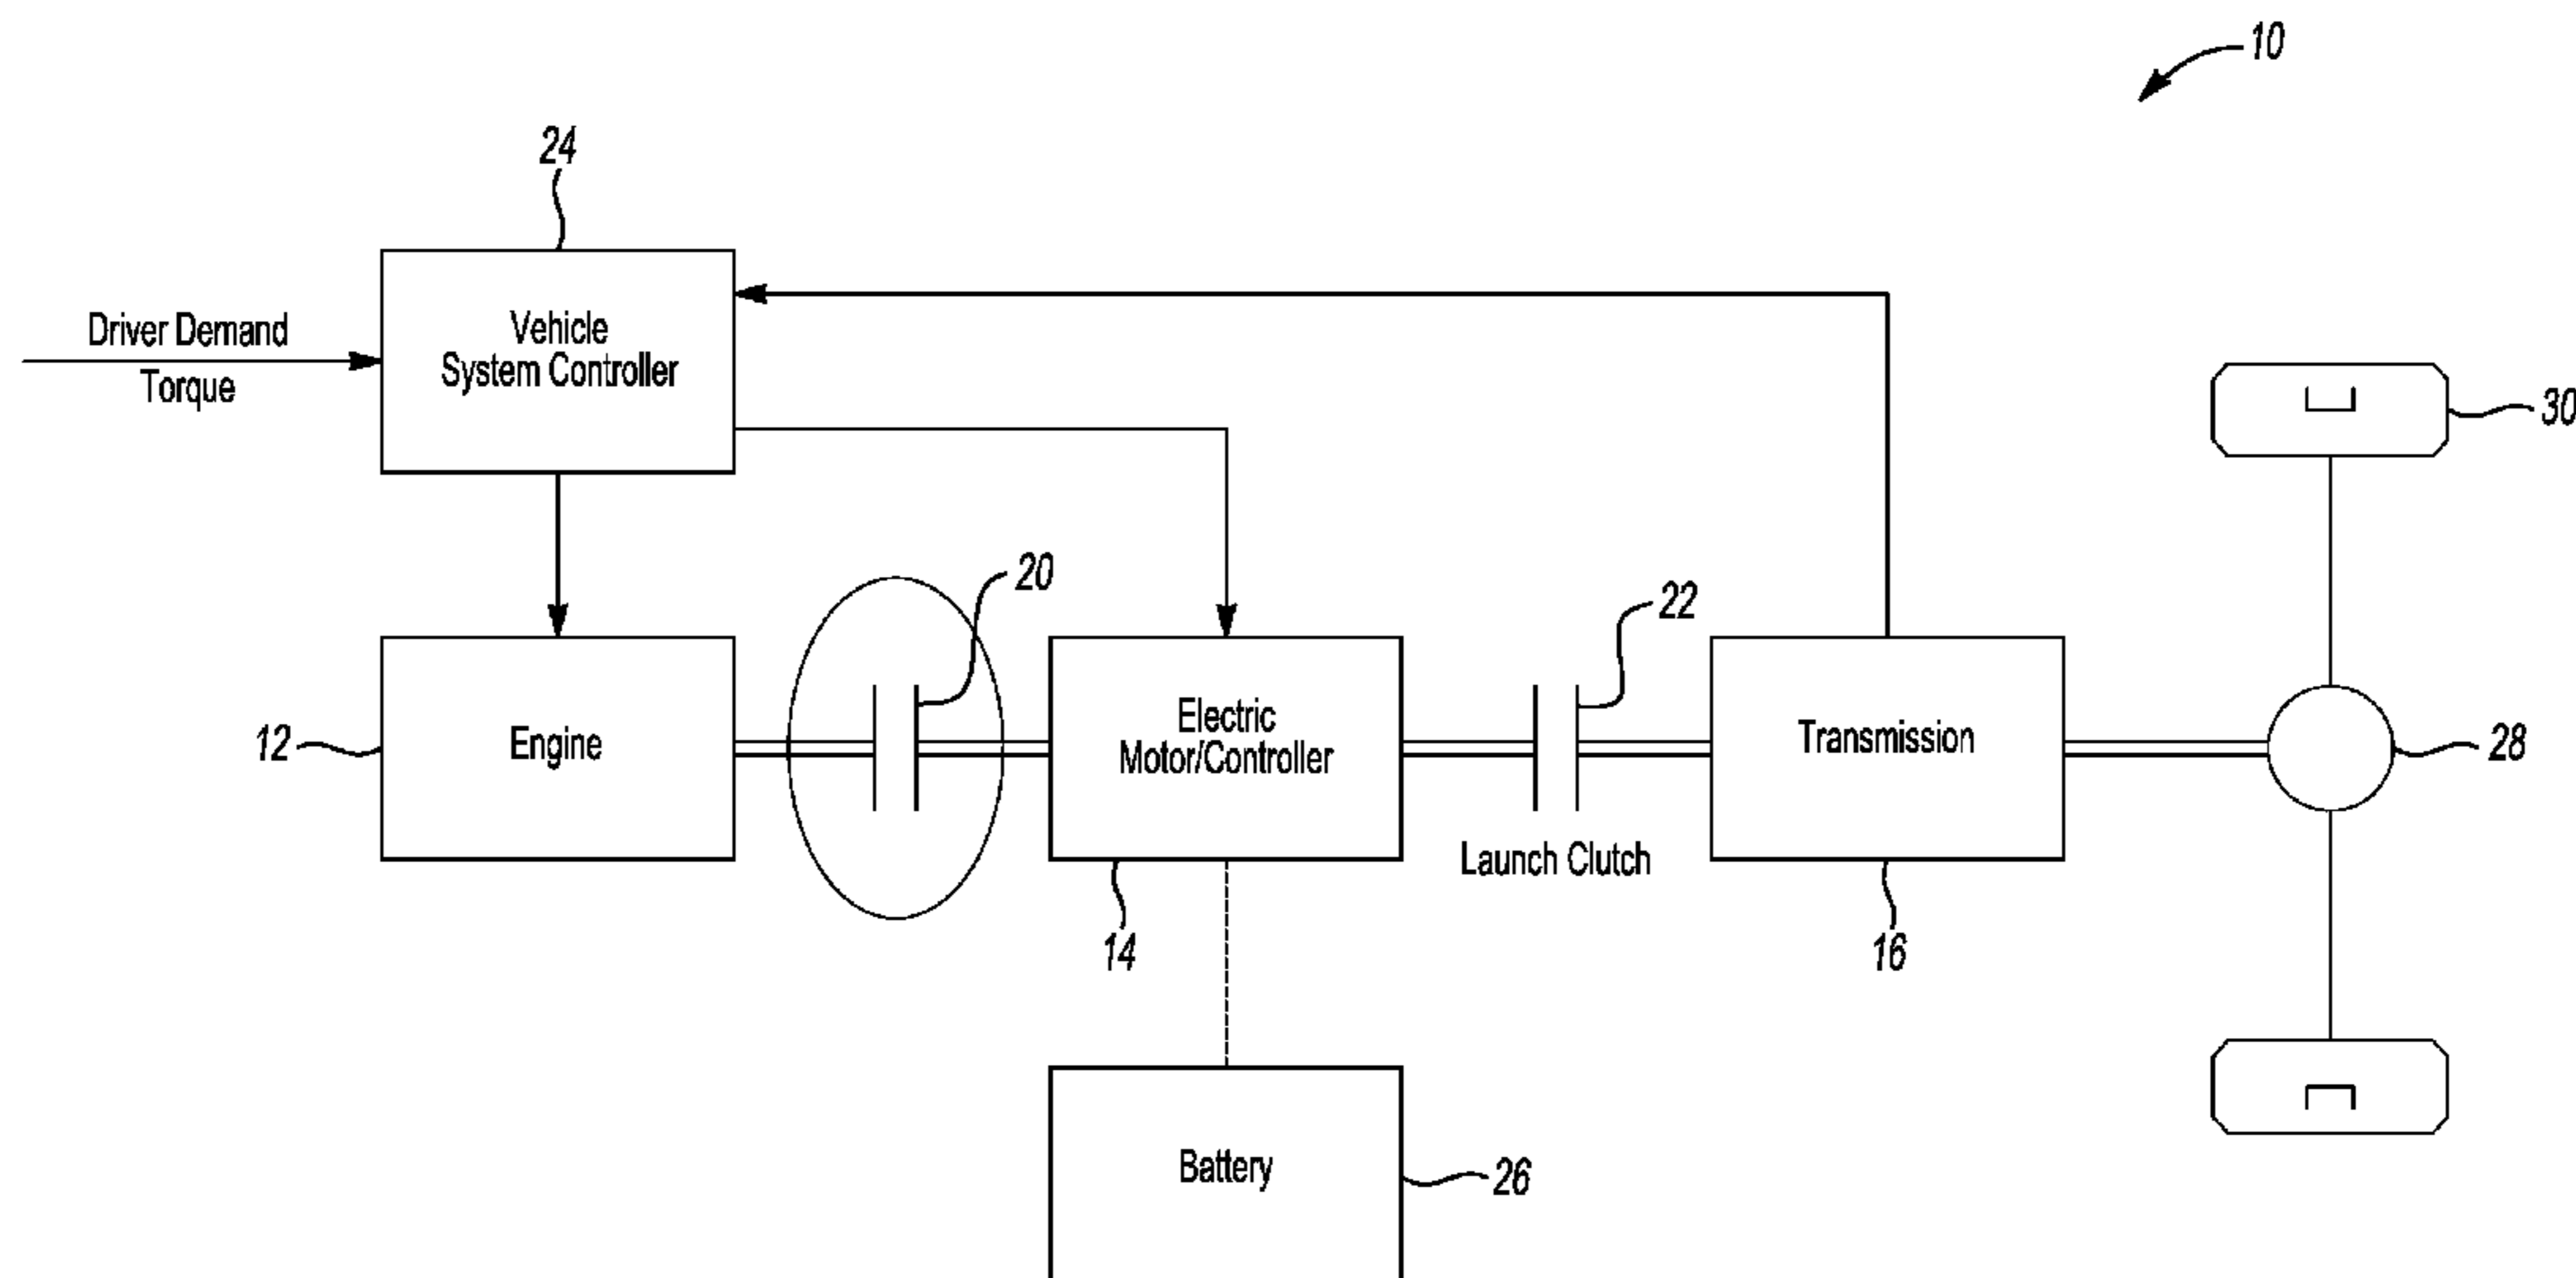 10
24
Driver Demand
Torque
Vehicle
System Controller
30
20
22
12
Engine
Electric
Motor/Controller
Transmission
28
Launch Clutch
14
16
Battery
26